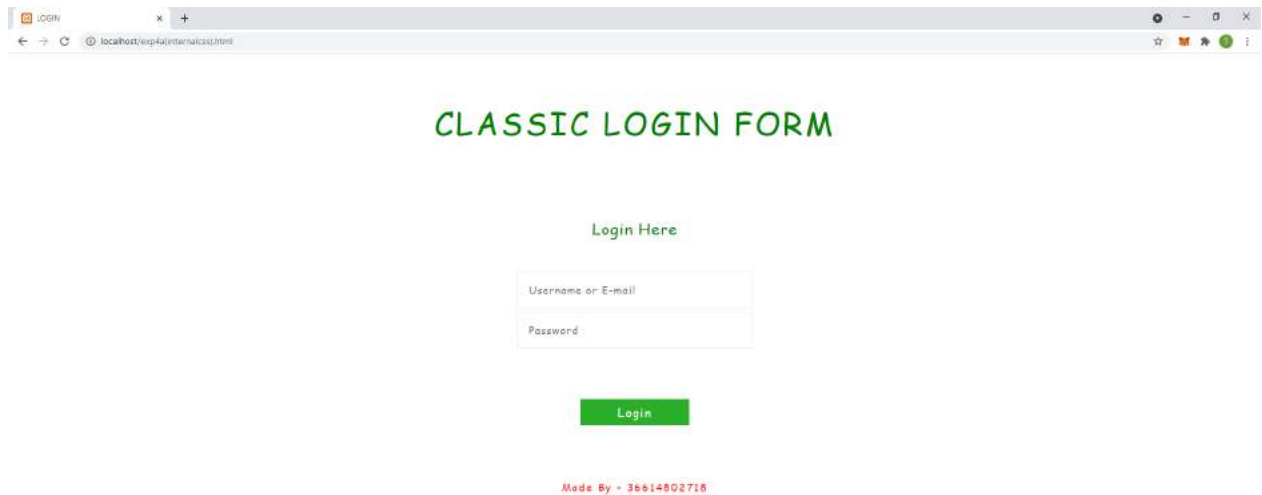 LOGIN
localhost/exp4a(internalcss).html
CLASSIC LOGIN FORM
Login Here
Username or E-mail
Password
Login
Made By - 36614802718